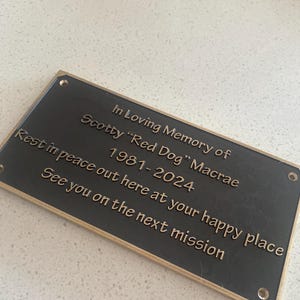 In Loving Memory of
Scotty "Red Dog" Macrae
1981-2024
Rest in peace out here at your happy place
See you on the next mission